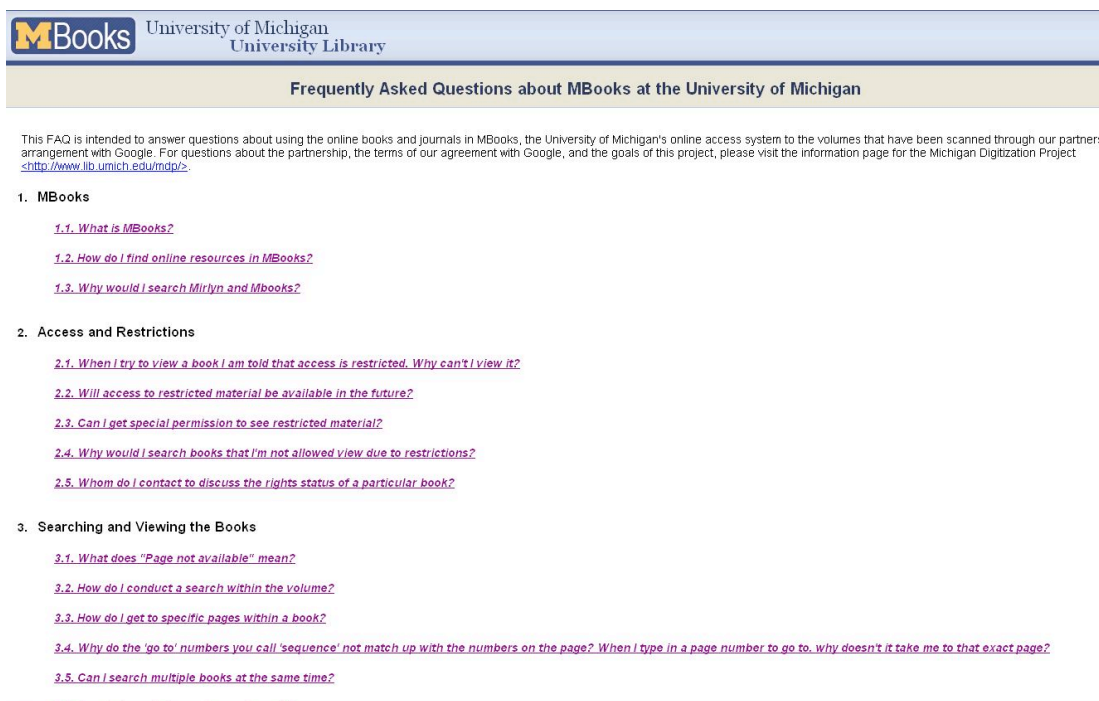 MBooks University of Michigan
University Library
Frequently Asked Questions about MBooks at the University of Michigan
This FAQ is intended to answer questions about using the online books and journals in MBooks, the University of Michigan's online access system to the volumes that have been scanned through our partners
arrangement with Google. For questions about the partnership, the terms of our agreement with Google, and the goals of this project, please visit the information page for the Michigan Digitization Project
<http://www.lib.umich.edu/mdp/>.
1. MBooks
1.1. What is MBooks?
1.2. How do I find online resources in MBooks?
1.3. Why would I search Mirlyn and Mbooks?
2. Access and Restrictions
2.1. When I try to view a book I am told that access is restricted. Why can't I view it?
2.2. Will access to restricted material be available in the future?
2.3. Can I get special permission to see restricted material?
2.4. Why would I search books that I'm not allowed view due to restrictions?
2.5. Whom do I contact to discuss the rights status of a particular book?
3. Searching and Viewing the Books
3.1. What does "Page not available" mean?
3.2. How do I conduct a search within the volume?
3.3. How do I get to specific pages within a book?
3.4. Why do the 'go to' numbers you call 'sequence' not match up with the numbers on the page? When I type in a page number to go to, why doesn't it take me to that exact page?
3.5. Can I search multiple books at the same time?